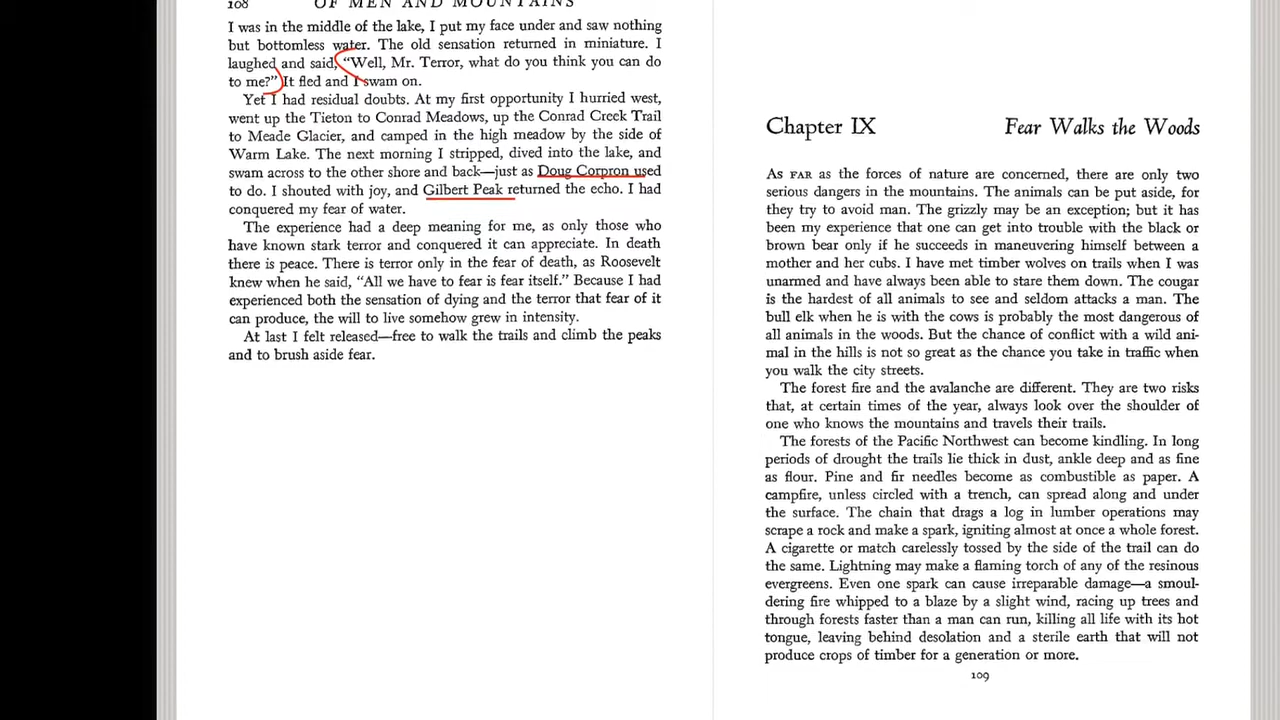 108 OF MEN AND MOUNTAINS
I was in the middle of the lake, I put my face under and saw nothing
but bottomless water. The old sensation returned in miniature. I
laughed and said, “Well, Mr. Terror, what do you think you can do
to me?” It fled and I swam on.
Yet I had residual doubts. At my first opportunity I hurried west,
went up the Tieton to Conrad Meadows, up the Conrad Creek Trail
to Meade Glacier, and camped in the high meadow by the side of
Warm Lake. The next morning I stripped, dived into the lake, and
swam across to the other shore and back—just as Doug Corpron used
to do. I shouted with joy, and Gilbert Peak returned the echo. I had
conquered my fear of water.
The experience had a deep meaning for me, as only those who
have known stark terror and conquered it can appreciate. In death
there is peace. There is terror only in the fear of death, as Roosevelt
knew when he said, “All we have to fear is fear itself.” Because I had
experienced both the sensation of dying and the terror that fear of it
can produce, the will to live somehow grew in intensity.
At last I felt released—free to walk the trails and climb the peaks
and to brush aside fear.
Chapter IX Fear Walks the Woods
As far as the forces of nature are concerned, there are only two
serious dangers in the mountains. The animals can be put aside, for
they try to avoid man. The grizzly may be an exception; but it has
been my experience that one can get into trouble with the black or
brown bear only if he succeeds in maneuvering himself between a
mother and her cubs. I have met timber wolves on trails when I was
unarmed and have always been able to stare them down. The cougar
is the hardest of all animals to see and seldom attacks a man. The
bull elk when he is with the cows is probably the most dangerous of
all animals in the woods. But the chance of conflict with a wild ani-
mal in the hills is not so great as the chance you take in traffic when
you walk the city streets.
The forest fire and the avalanche are different. They are two risks
that, at certain times of the year, always look over the shoulder of
one who knows the mountains and travels their trails.
The forests of the Pacific Northwest can become kindling. In long
periods of drought the trails lie thick in dust, ankle deep and as fine
as flour. Pine and fir needles become as combustible as paper. A
campfire, unless circled with a trench, can spread along and under
the surface. The chain that drags a log in lumber operations may
scrape a rock and make a spark, igniting almost at once a whole forest.
A cigarette or match carelessly tossed by the side of the trail can do
the same. Lightning may make a flaming torch of any of the resinous
evergreens. Even one spark can cause irreparable damage—a smoul-
dering fire whipped to a blaze by a slight wind, racing up trees and
through forests faster than a man can run, killing all life with its hot
tongue, leaving behind desolation and a sterile earth that will not
produce crops of timber for a generation or more.
109